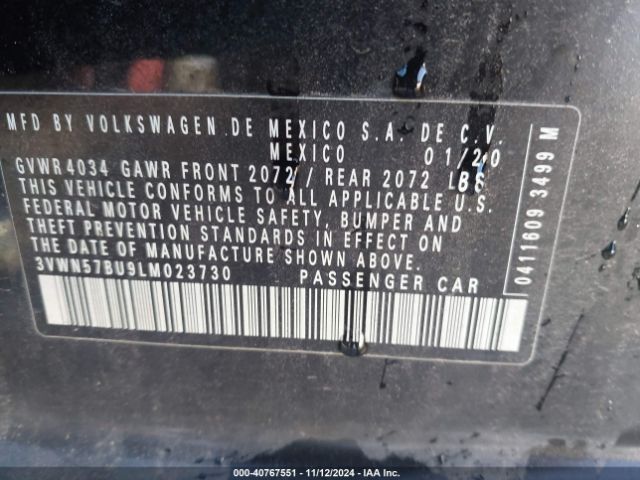 MFD BY VOLKSWAGEN DE MEXICO S.A. DE C.V.
MEXICO 01/20
GVWR 4034 GAWR FRONT 2072 / REAR 2072 LBS
THIS VEHICLE CONFORMS TO ALL APPLICABLE U.S.
FEDERAL MOTOR VEHICLE SAFETY, BUMPER AND
THEFT PREVENTION STANDARDS IN EFFECT ON
THE DATE OF MANUFACTURE SHOWN ABOVE.
3VWN57BU9LM023730 PASSENGER CAR
0411609 3499 M
000-40767551 - 11/12/2024 - IAA Inc.